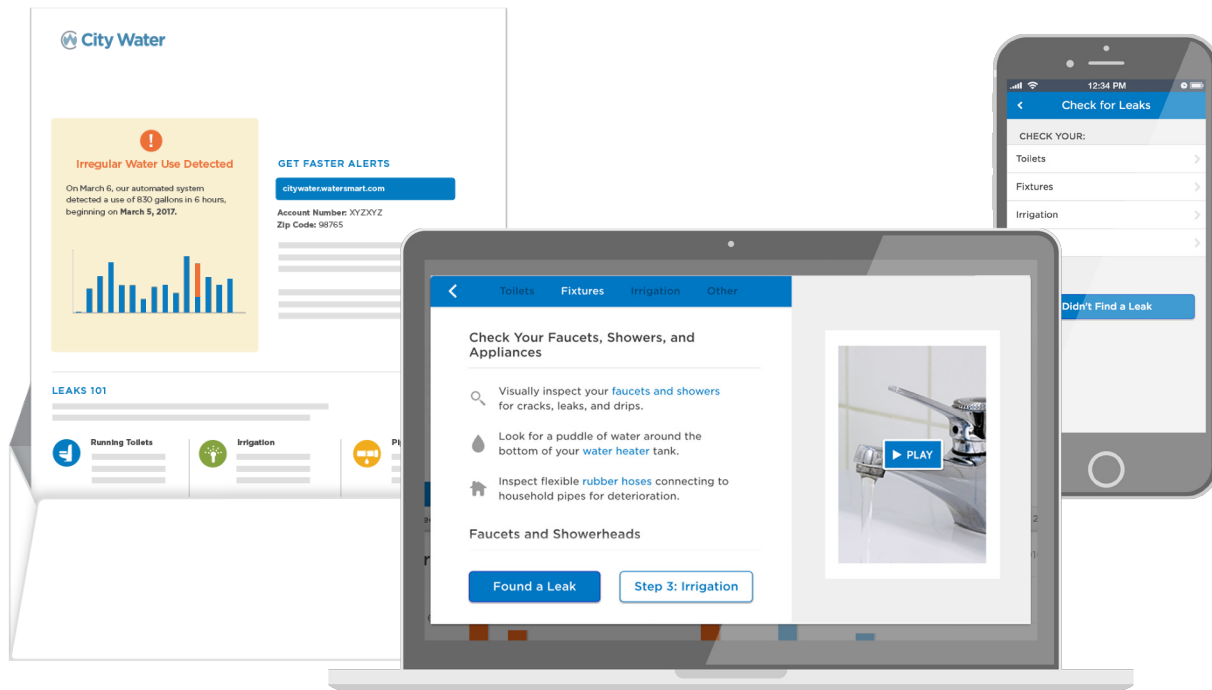 City Water
Irregular Water Use Detected
On March 6, our automated system
detected a use of 830 gallons in 6 hours,
beginning on March 5, 2017.
GET FASTER ALERTS
citywater.watersmart.com
Account Number: XYZXYZ
Zip Code: 98765
LEAKS 101
Running Toilets
Irrigation
Toilets
Fixtures
Irrigation
Other
Check Your Faucets, Showers, and
Appliances
Visually inspect your faucets and showers
for cracks, leaks, and drips.
Look for a puddle of water around the
bottom of your water heater tank.
Inspect flexible rubber hoses connecting to
household pipes for deterioration.
Faucets and Showerheads
Found a Leak
Step 3: Irrigation
PLAY
12:34 PM
Check for Leaks
CHECK YOUR:
Toilets
Fixtures
Irrigation
Didn't Find a Leak